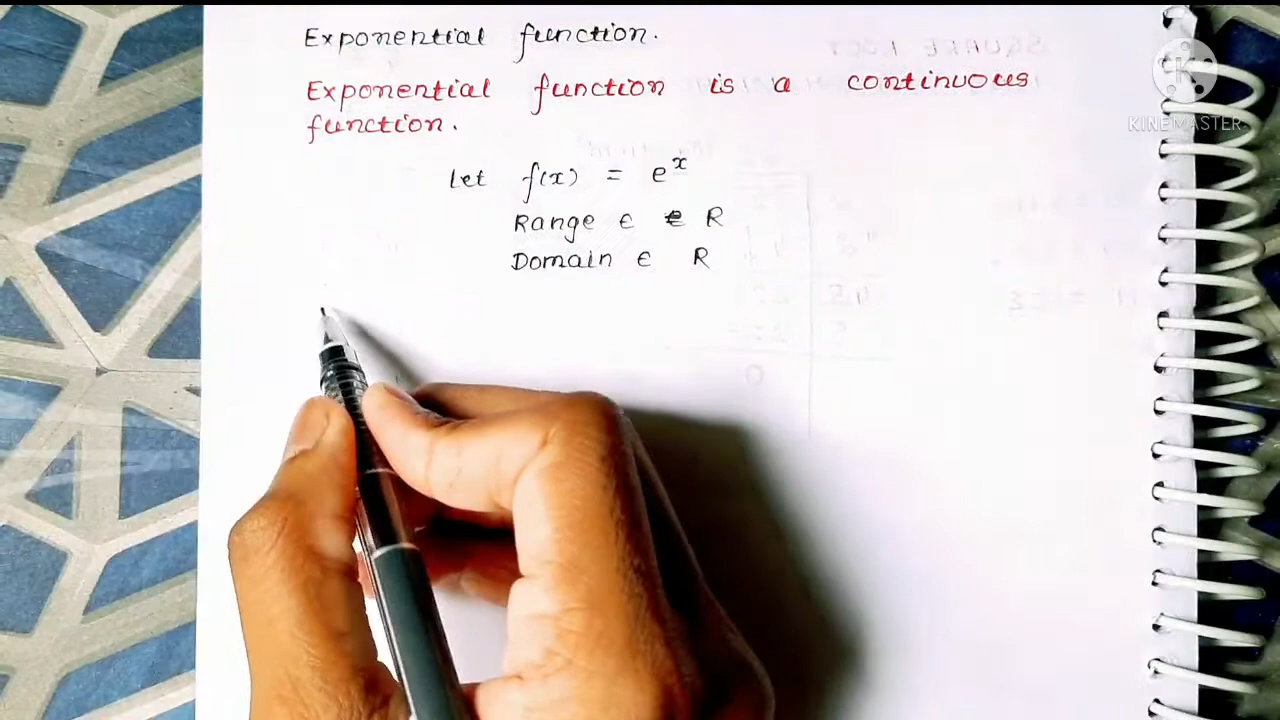 Exponential function.
Exponential function is a continuous
function.
let f(x) = e^x
Range ϵ R
Domain ϵ R
KINEMASTER